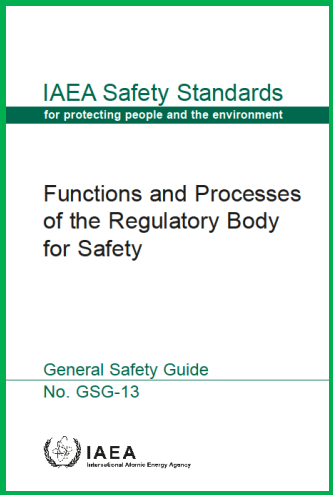 IAEA Safety Standards
for protecting people and the environment
Functions and Processes
of the Regulatory Body
for Safety
General Safety Guide
No. GSG-13
IAEA
International Atomic Energy Agency